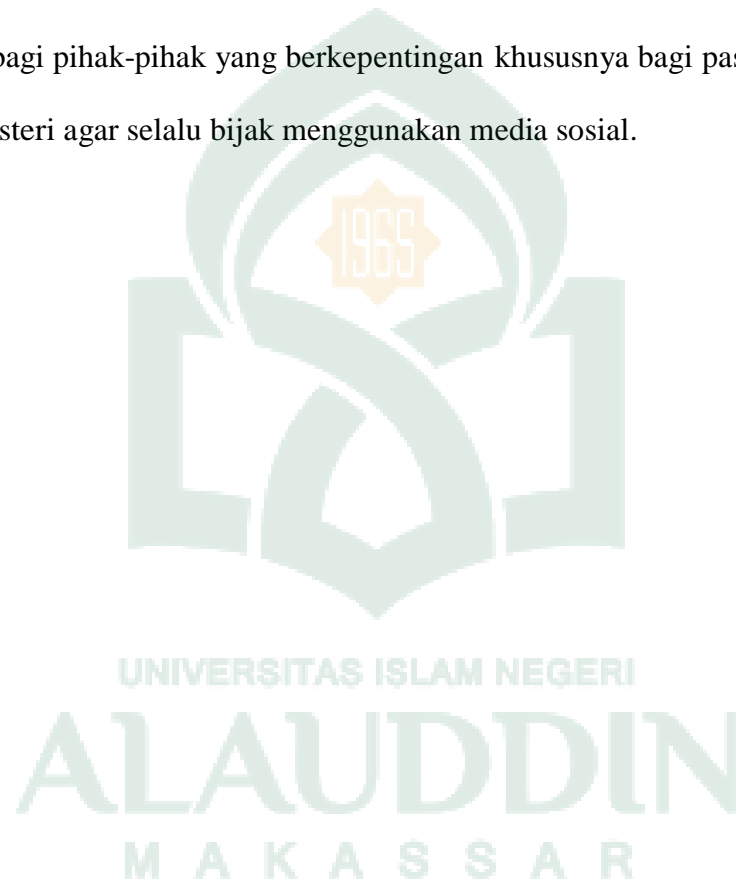 bagi pihak-pihak yang berkepentingan khususnya bagi pas
steri agar selalu bijak menggunakan media sosial.
1965
UNIVERSITAS ISLAM NEGERI
ALAUDDIN
MAKASSAR